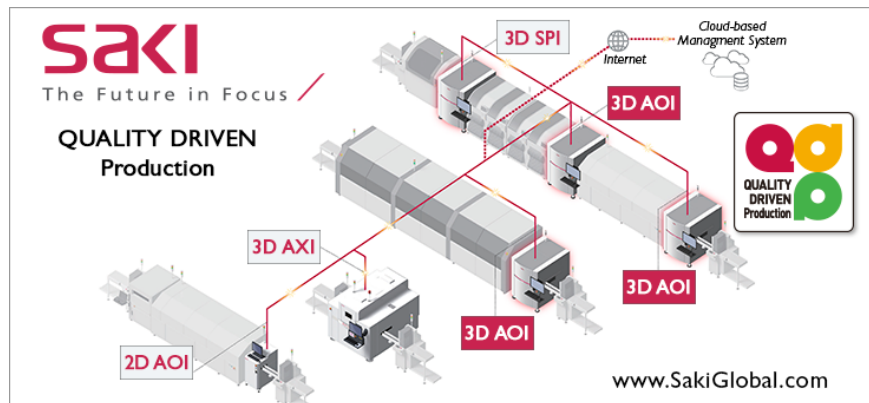 saki
The Future in Focus
QUALITY DRIVEN
Production
3D SPI
Internet
Cloud-based
Managment System
3D AOI
QUALITY
DRIVEN
Production
3D AXI
3D AOI
3D AOI
2D AOI
www.SakiGlobal.com